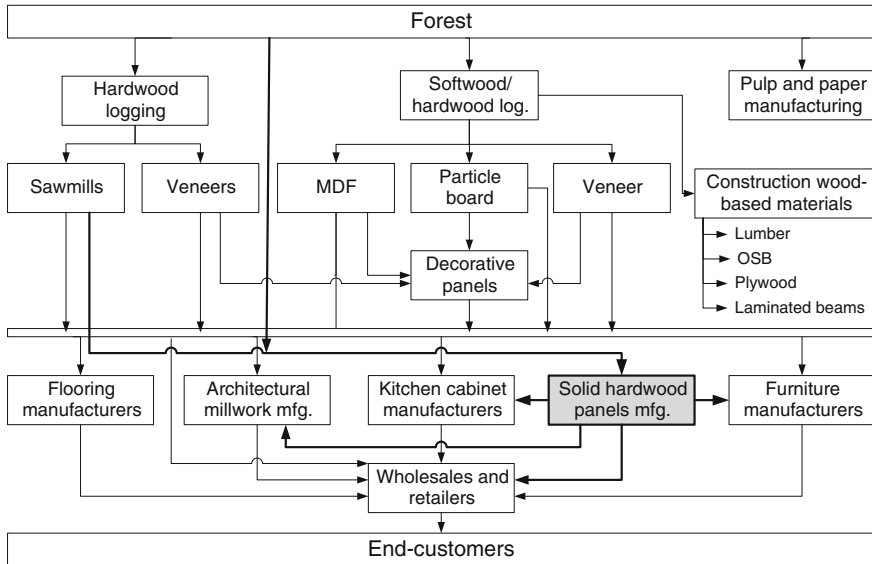 Forest
Hardwood
logging
Softwood/
hardwood log.
Pulp and paper
manufacturing
Sawmills
Veneers
MDF
Particle
board
Veneer
Construction wood-
based materials
Lumber
OSB
Plywood
Laminated beams
Decorative
panels
Flooring
manufacturers
Architectural
millwork mfg.
Kitchen cabinet
manufacturers
Solid hardwood
panels mfg.
Furniture
manufacturers
Wholesales and
retailers
End-customers